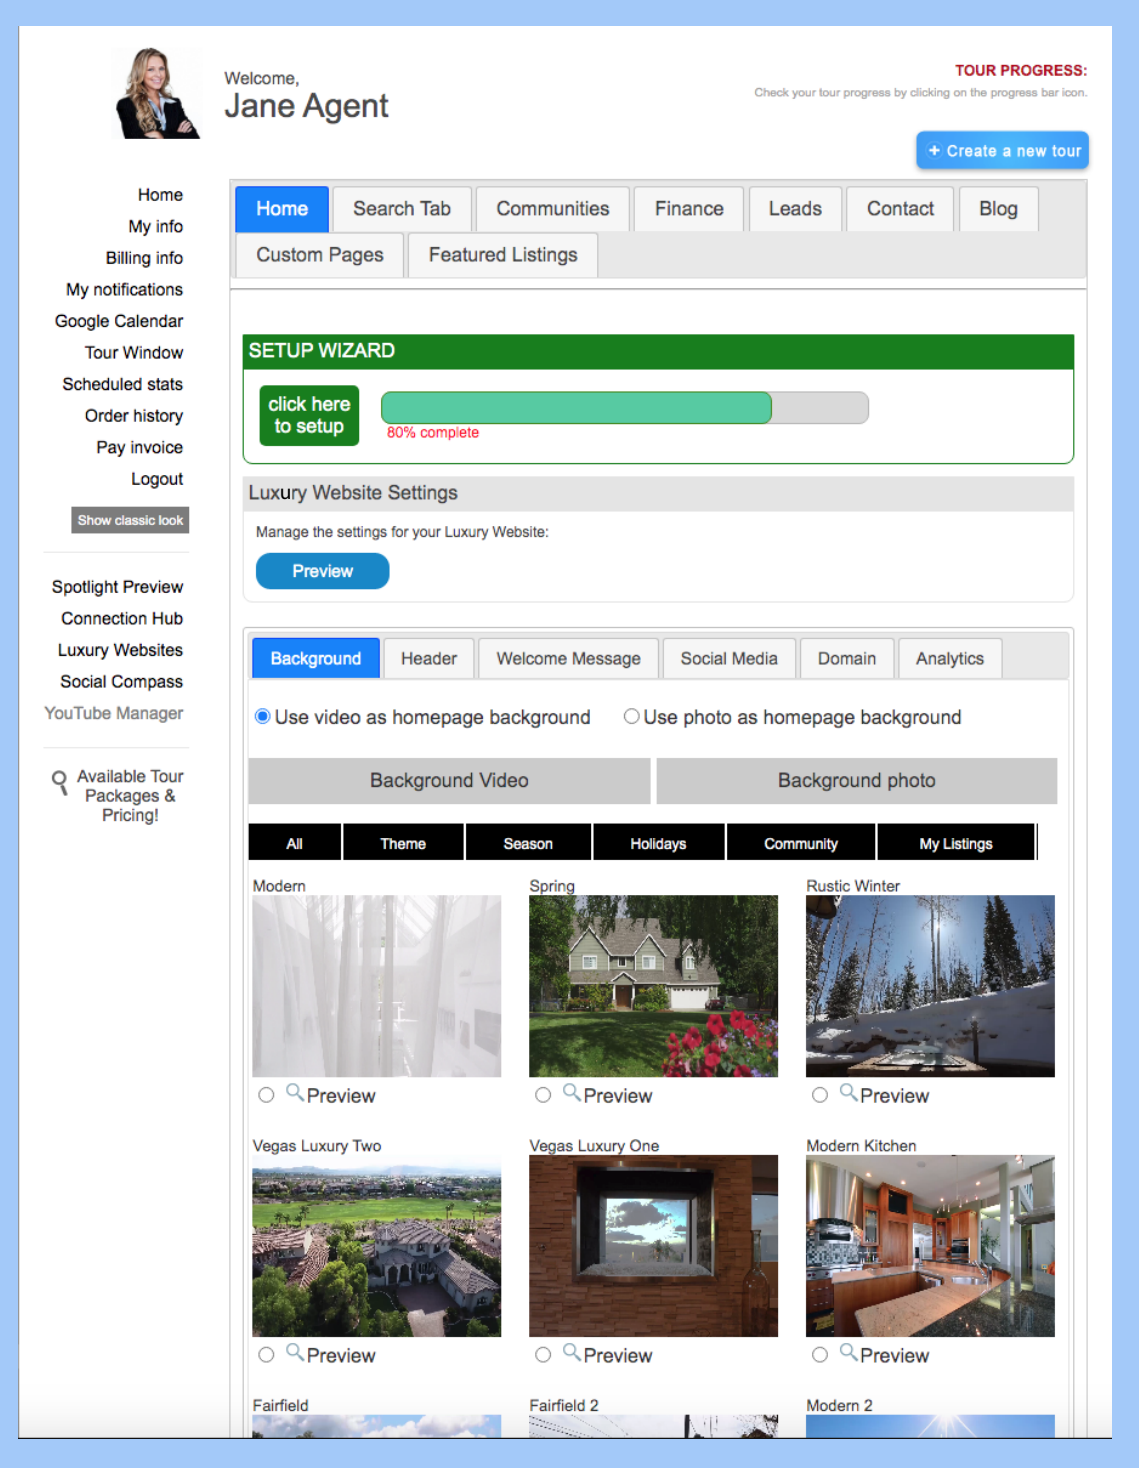 Welcome,
Jane Agent
TOUR PROGRESS:
Check your tour progress by clicking on the progress bar icon.
+ Create a new tour
Home
My info
Billing info
My notifications
Google Calendar
Tour Window
Scheduled stats
Order history
Pay invoice
Logout
Show classic look
Spotlight Preview
Connection Hub
Luxury Websites
Social Compass
YouTube Manager
Available Tour
Packages &
Pricing!
Home Search Tab Communities Finance Leads Contact Blog
Custom Pages Featured Listings
SETUP WIZARD
click here
to setup
80% complete
Luxury Website Settings
Manage the settings for your Luxury Website:
Preview
Background Header Welcome Message Social Media Domain Analytics
Use video as homepage background Use photo as homepage background
Background Video Background photo
All Theme Season Holidays Community My Listings
Modern Spring Rustic Winter
Preview Preview Preview
Vegas Luxury Two Vegas Luxury One Modern Kitchen
Preview Preview Preview
Fairfield Fairfield 2 Modern 2